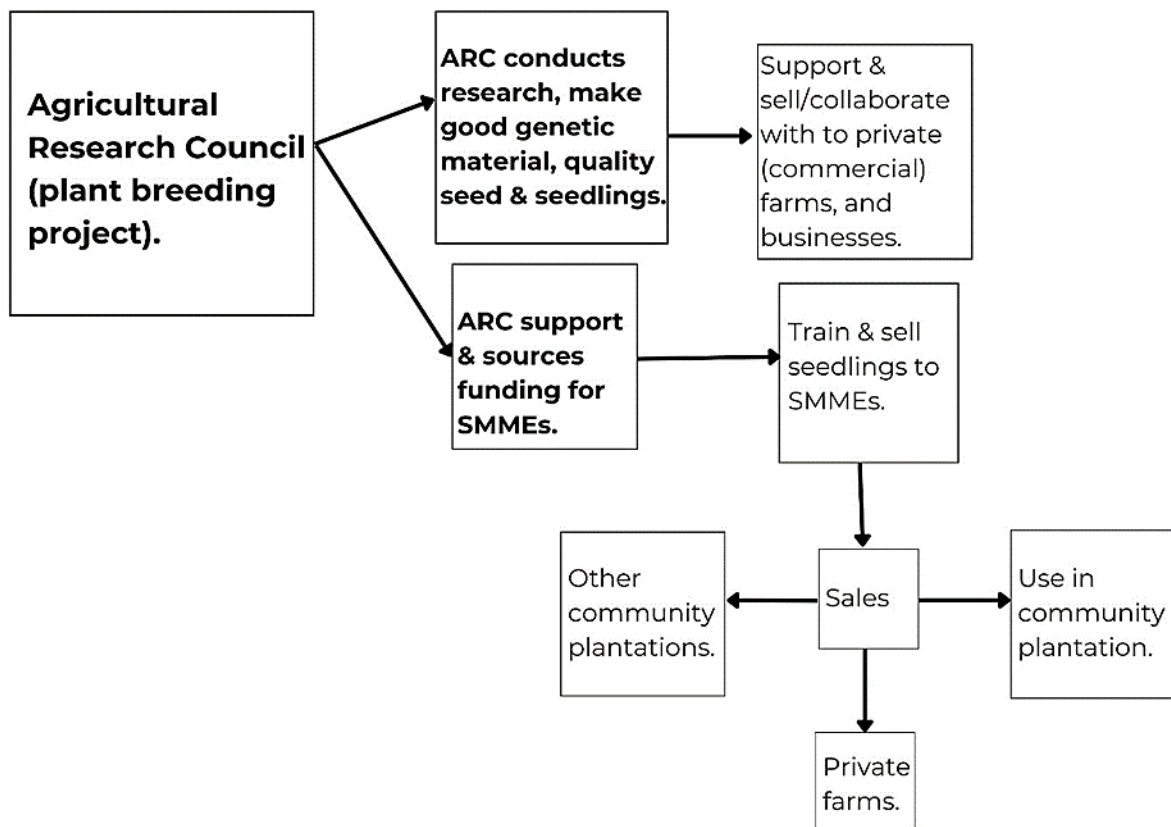 Agricultural
Research Council
(plant breeding
project).
ARC conducts
research, make
good genetic
material, quality
seed & seedlings.
Support &
sell/collaborate
with to private
(commercial)
farms, and
businesses.
ARC support
& sources
funding for
SMMEs.
Train & sell
seedlings to
SMMEs.
Other
community
plantations.
Sales
Use in
community
plantation.
Private
farms.